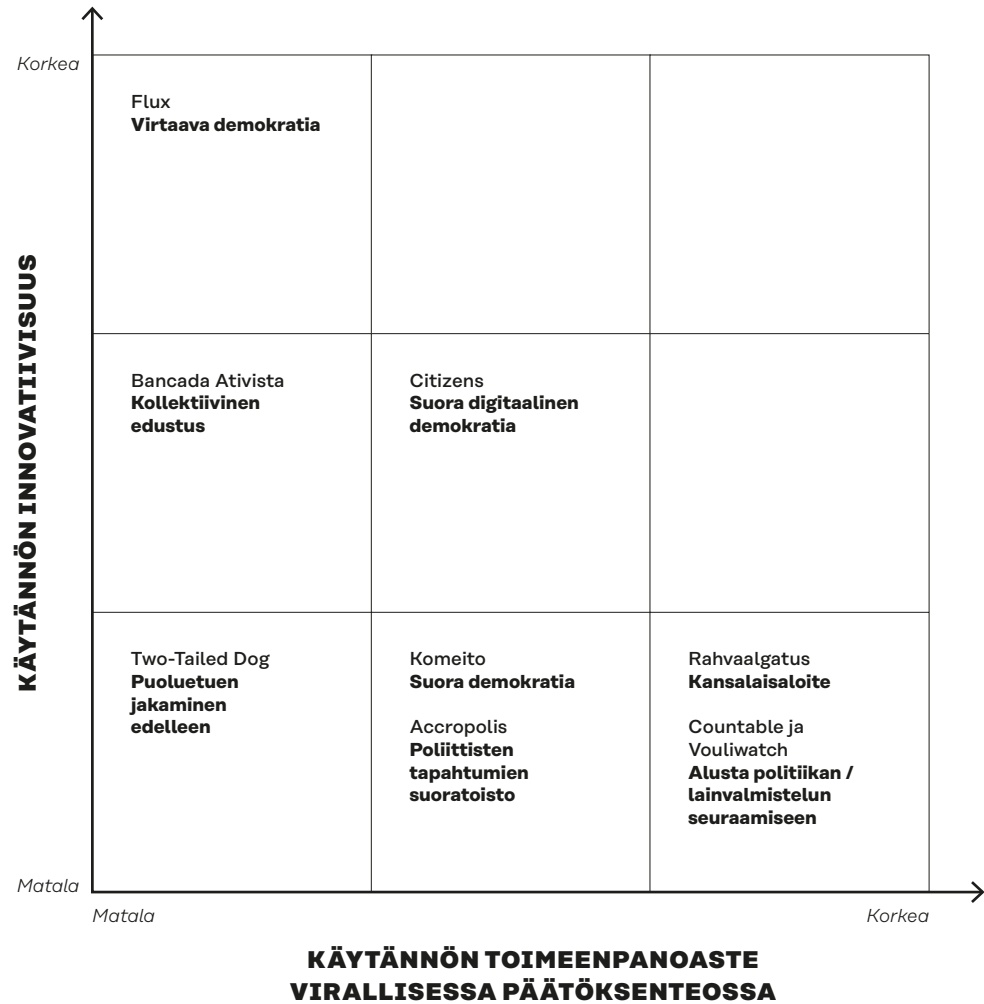 Korkea
Flux
Virtaava demokratia
KÄYTÄNNÖN INNOVATIIVISUUS
Bancada Ativista
Kollektiivinen
edustus
Citizens
Suora digitaalinen
demokratia
Two-Tailed Dog
Puoluetuen
jakaminen
edelleen
Komeito
Suora demokratia
Accropolis
Poliittisten
tapahtumien
suoratoisto
Rahvaalgatus
Kansalaisaloite
Countable ja
Vouliwatch
Alusta politiikan /
lainvalmistelun
seuraamiseen
Matala
Matala
Korkea
KÄYTÄNNÖN TOIMEENPANOASTE
VIRALLISESSA PÄÄTÖKSENTEOSSA